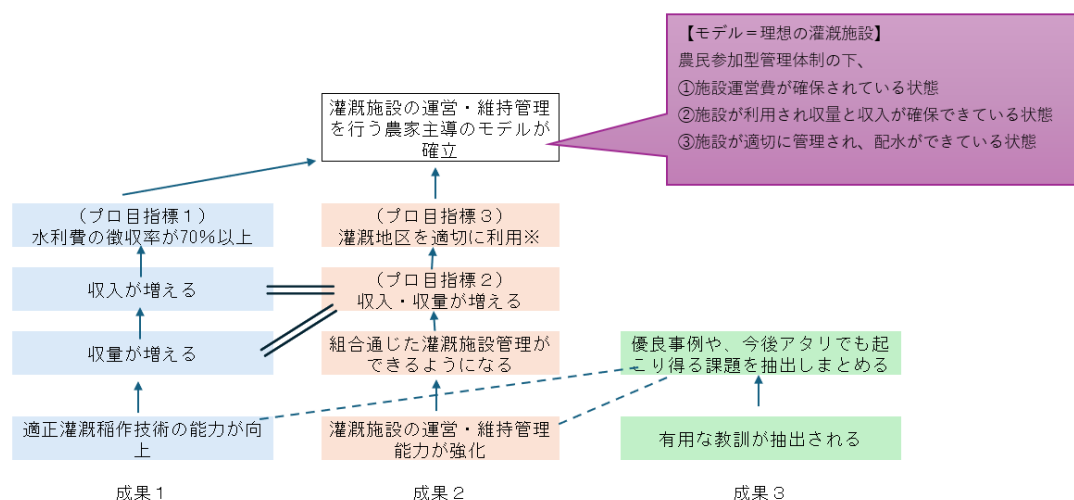 【モデル=理想の灌漑施設】
農民参加型管理体制の下、
①施設運営費が確保されている状態
②施設が利用され収量と収入が確保できている状態
③施設が適切に管理され、配水ができている状態
灌漑施設の運営・維持管理
を行う農家主導のモデルが
確立
(プロ目指標1)
水利費の徴収率が70%以上
(プロ目指標3)
灌漑地区を適切に利用※
収入が増える
(プロ目指標2)
収入・収量が増える
収量が増える
組合通じた灌漑施設管理が
できるようになる
優良事例や、今後アタリでも起
こり得る課題を抽出しまとめる
適正灌漑稲作技術の能力が向
上
灌漑施設の運営・維持管理
能力が強化
有用な教訓が抽出される
成果1
成果2
成果3